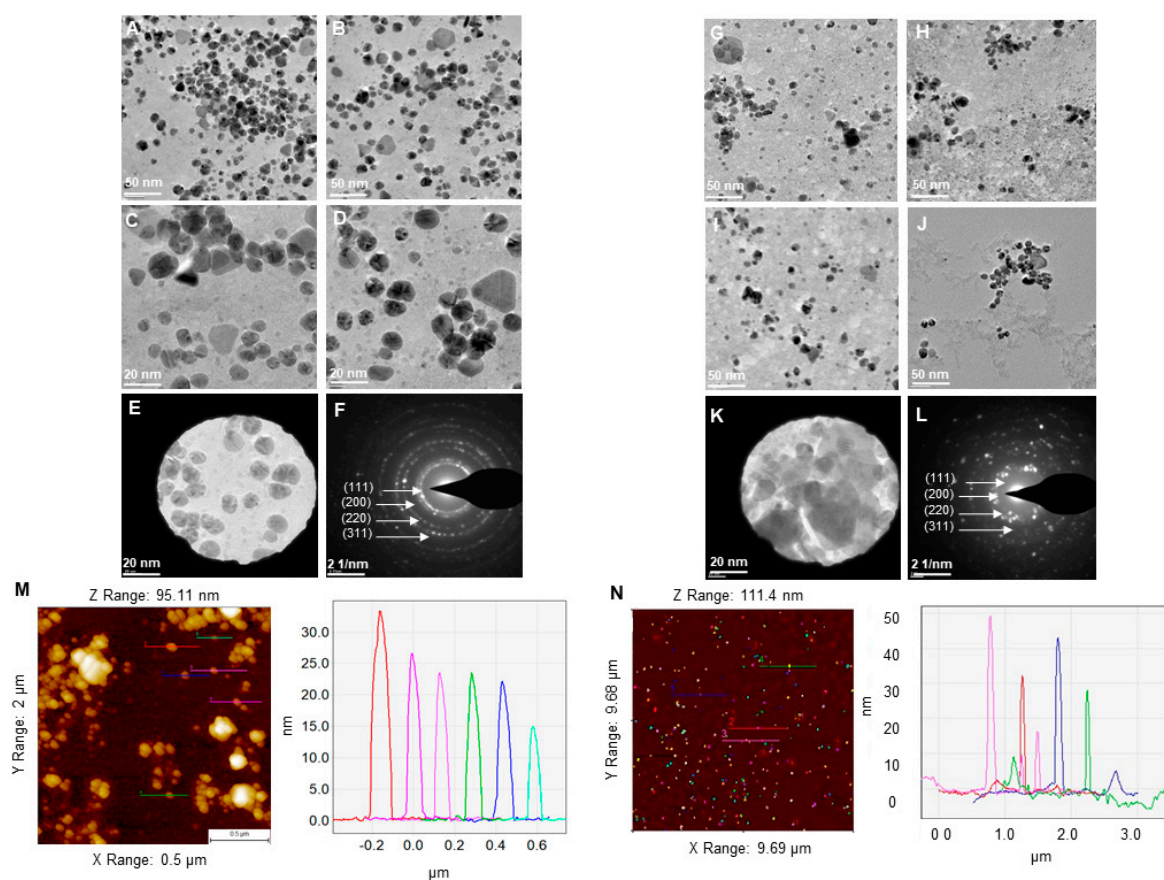 A
50 nm
B
50 nm
C
20 nm
D
20 nm
E
20 nm
F
(111)
(200)
(220)
(311)
2 1/nm
G
50 nm
H
50 nm
I
50 nm
J
50 nm
K
20 nm
L
(111)
(200)
(220)
(311)
2 1/nm
M
Z Range: 95.11 nm
Y Range: 2 µm
0.5 µm
X Range: 0.5 µm
nm
30.0
25.0
20.0
15.0
10.0
5.0
0.0
-0.2 0.0 0.2 0.4 0.6
µm
N
Z Range: 111.4 nm
Y Range: 9.68 µm
2
3
X Range: 9.69 µm
nm
50
40
30
20
10
0
0 0 1.0 2.0 3.0
µm